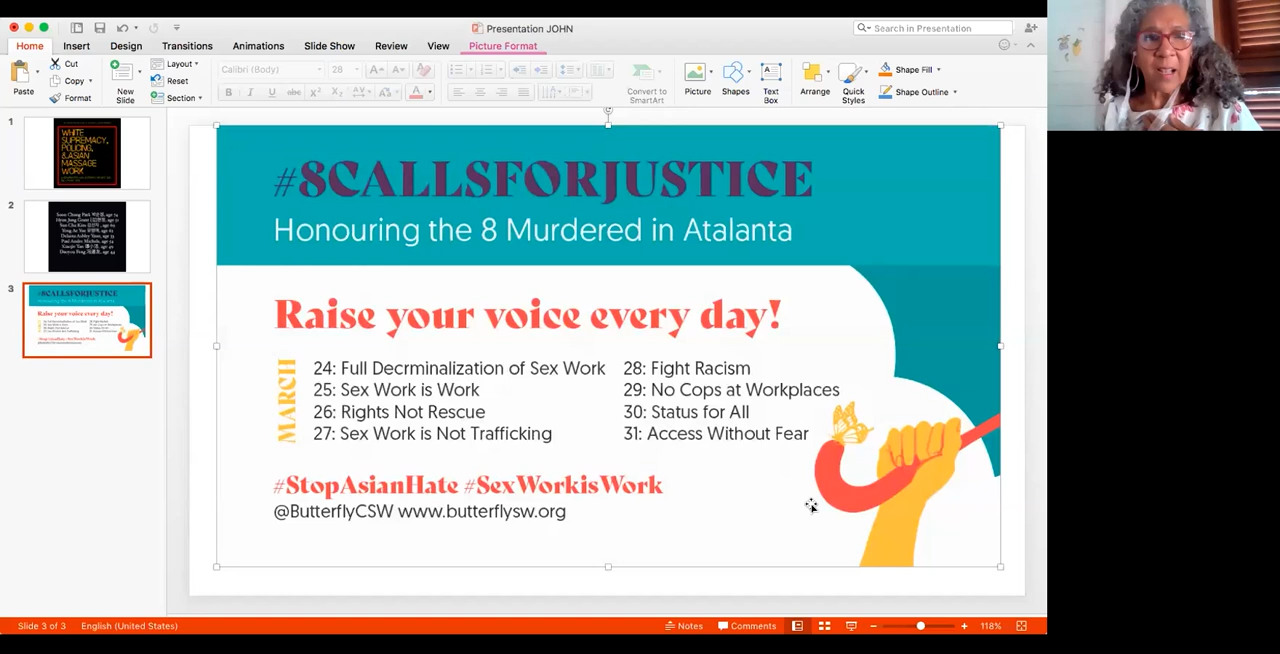 Presentation JOHN
Search in Presentation
Home Insert Design Transitions Animations Slide Show Review View Picture Format
Paste Cut Copy Format
New Slide Layout Reset Section
Calibri (Body) 28
Convert to SmartArt
Picture Shapes Text Box Arrange Quick Styles Shape Fill Shape Outline
1
WHITE
SUPREMACY,
POLICING,
& ASIAN
MASSAGE
WORK
2
3
#8CALLSFORJUSTICE
Honouring the 8 Murdered in Atalanta
Raise your voice every day!
MARCH
24: Full Decrminalization of Sex Work
25: Sex Work is Work
26: Rights Not Rescue
27: Sex Work is Not Trafficking
28: Fight Racism
29: No Cops at Workplaces
30: Status for All
31: Access Without Fear
#StopAsianHate #SexWorkisWork
@ButterflyCSW www.butterflysw.org
Slide 3 of 3 English (United States) Notes Comments 118%